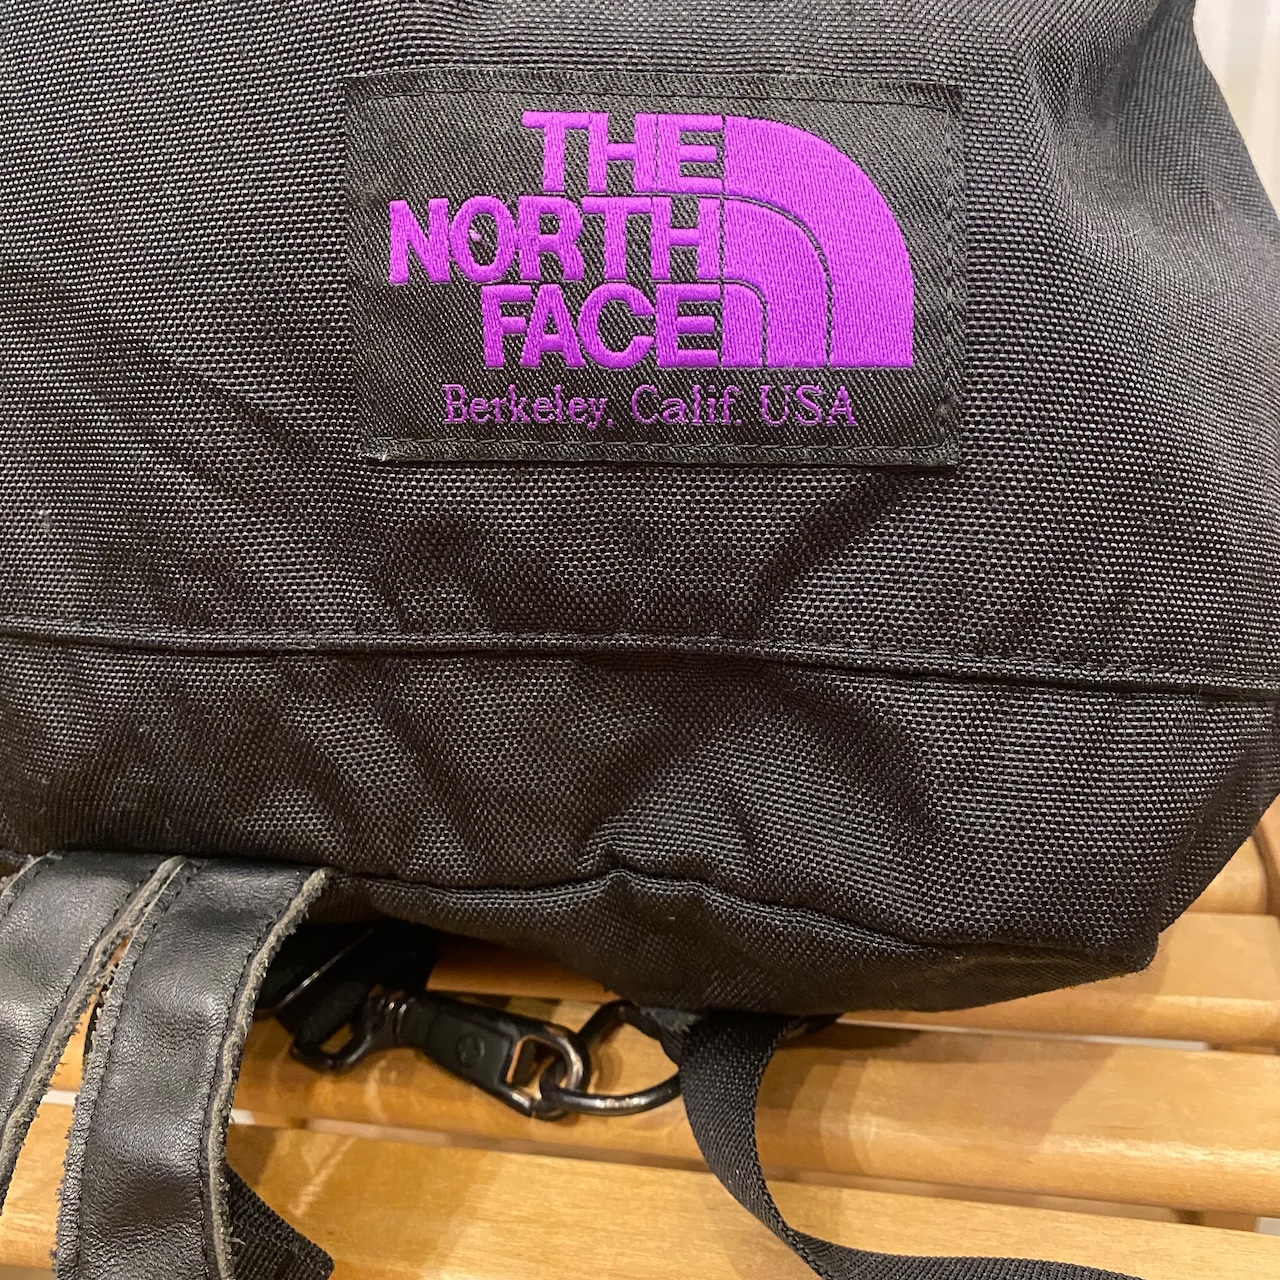 THE
NORTH
FACE
Berkeley, Calif. USA